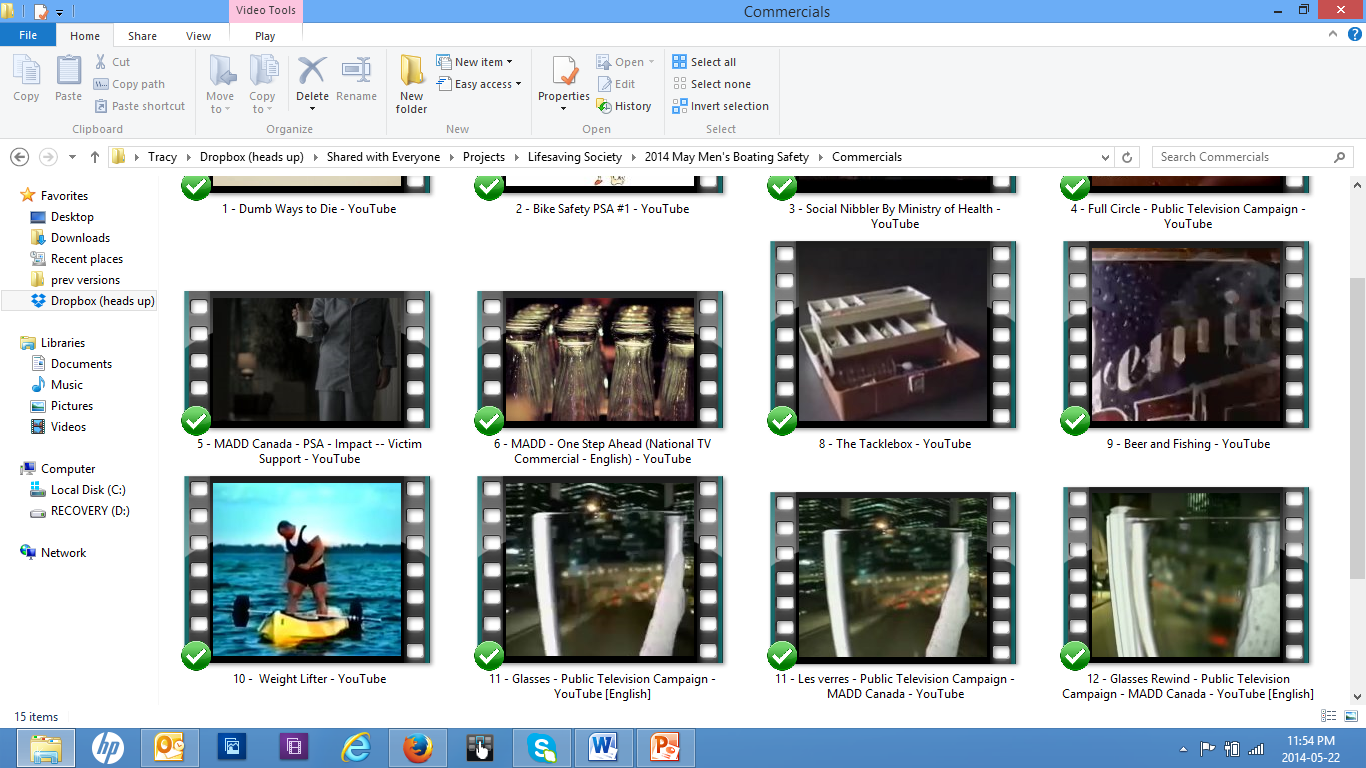 Video Tools
Commercials
File
Home
Share
View
Play
Copy
Paste
Cut
Copy path
Paste shortcut
Clipboard
Move to
Copy to
Delete
Rename
Organize
New folder
New item
Easy access
New
Properties
Open
Edit
History
Open
Select all
Select none
Invert selection
Select
Tracy
Dropbox (heads up)
Shared with Everyone
Projects
Lifesaving Society
2014 May Men's Boating Safety
Commercials
Search Commercials
Favorites
Desktop
Downloads
Recent places
prev versions
Dropbox (heads up)
Libraries
Documents
Music
Pictures
Videos
Computer
Local Disk (C:)
RECOVERY (D:)
Network
1 - Dumb Ways to Die - YouTube
2 - Bike Safety PSA #1 - YouTube
3 - Social Nibbler By Ministry of Health -
YouTube
4 - Full Circle - Public Television Campaign -
YouTube
5 - MADD Canada - PSA - Impact -- Victim
Support - YouTube
6 - MADD - One Step Ahead (National TV
Commercial - English) - YouTube
8 - The Tacklebox - YouTube
9 - Beer and Fishing - YouTube
10 -  Weight Lifter - YouTube
11 - Glasses - Public Television Campaign -
YouTube [English]
11 - Les verres - Public Television Campaign -
MADD Canada - YouTube
12 - Glasses Rewind - Public Television
Campaign - MADD Canada - YouTube [English]
15 items
11:54 PM
2014-05-22